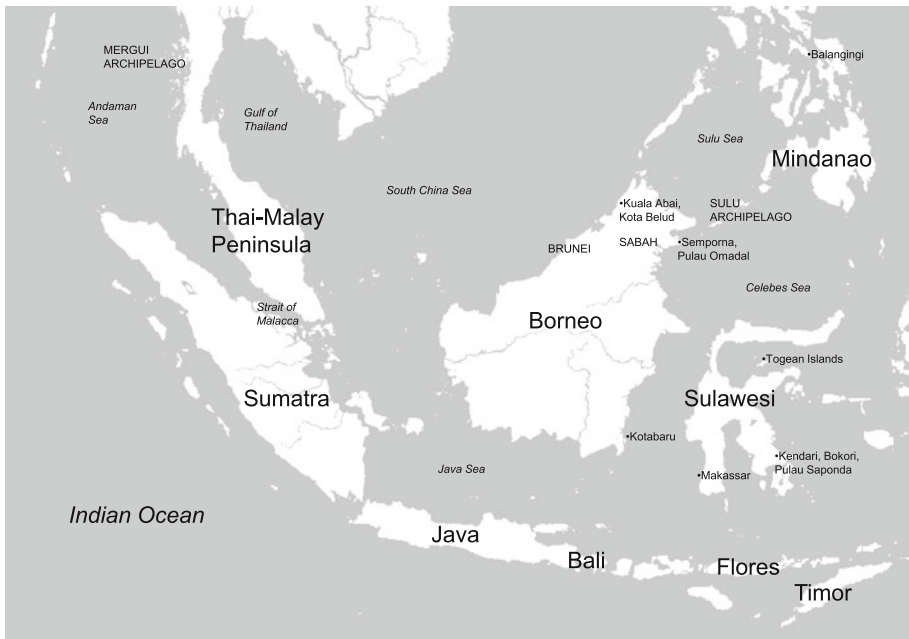 MERGUI
ARCHIPELAGO
•Balangingi
Andaman
Sea
Gulf of
Thailand
Sulu Sea
Mindanao
South China Sea
•Kuala Abai,
Kota Belud
SULU
ARCHIPELAGO
Thai-Malay
Peninsula
BRUNEI
SABAH
•Semporna,
Pulau Omadal
Celebes Sea
Strait of
Malacca
Borneo
•Togean Islands
Sumatra
Sulawesi
•Kotabaru
•Kendari, Bokori,
Pulau Saponda
Java Sea
•Makassar
Indian Ocean
Java
Bali
Flores
Timor